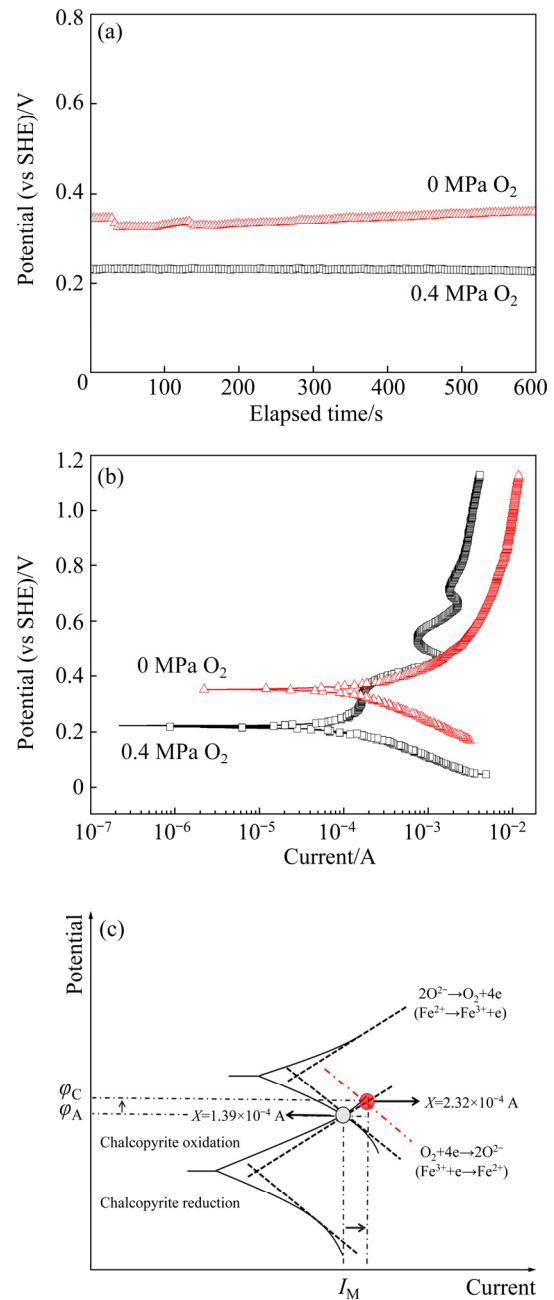 (a)
0.8
0.6
0.4
0.2
0
Potential (vs SHE)/V
0 MPa O₂
0.4 MPa O₂
0 100 200 300 400 500 600
Elapsed time/s
(b)
1.2
1.0
0.8
0.6
0.4
0.2
0
Potential (vs SHE)/V
0 MPa O₂
0.4 MPa O₂
10⁻⁷ 10⁻⁶ 10⁻⁵ 10⁻⁴ 10⁻³ 10⁻²
Current/A
(c)
Potential
2O²⁻→O₂+4e
(Fe²⁺→Fe³⁺+e)
φC
φA
X=2.32×10⁻⁴ A
X=1.39×10⁻⁴ A
Chalcopyrite oxidation
O₂+4e→2O²⁻
(Fe³⁺+e→Fe²⁺)
Chalcopyrite reduction
IM
Current